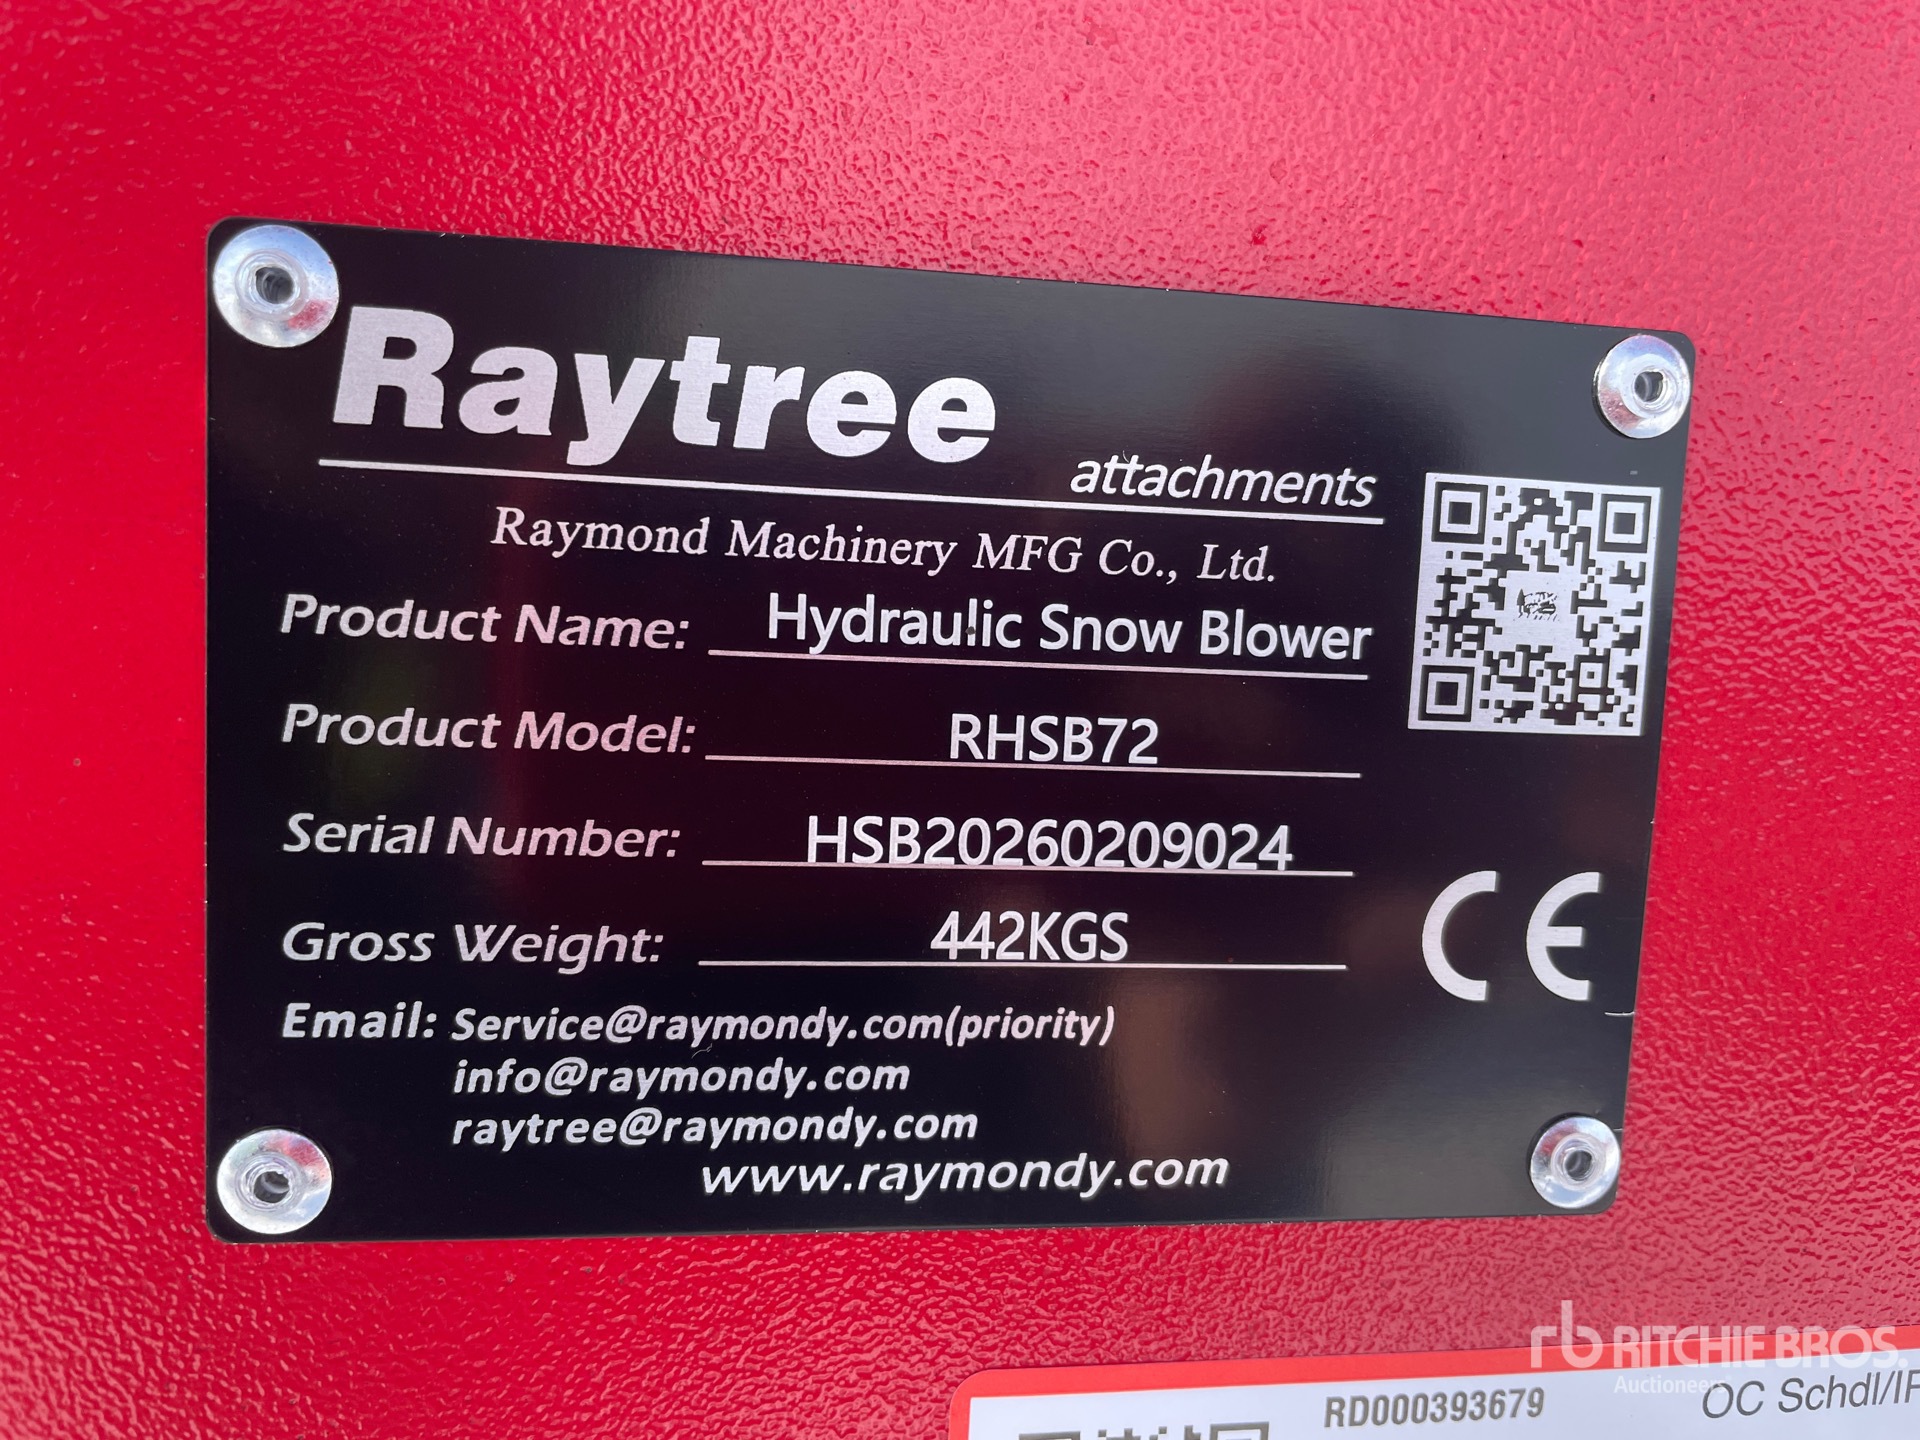 Raytree
attachments
Raymond Machinery MFG Co., Ltd.
Product Name: Hydraulic Snow Blower
Product Model: RHSB72
Serial Number: HSB20260209024
Gross Weight: 442KGS
CE
Email: Service@raymondy.com(priority)
info@raymondy.com
raytree@raymondy.com
www.raymondy.com
rb RITCHIE BROS.
Auctioneers
RD000393679
OC Schdl/